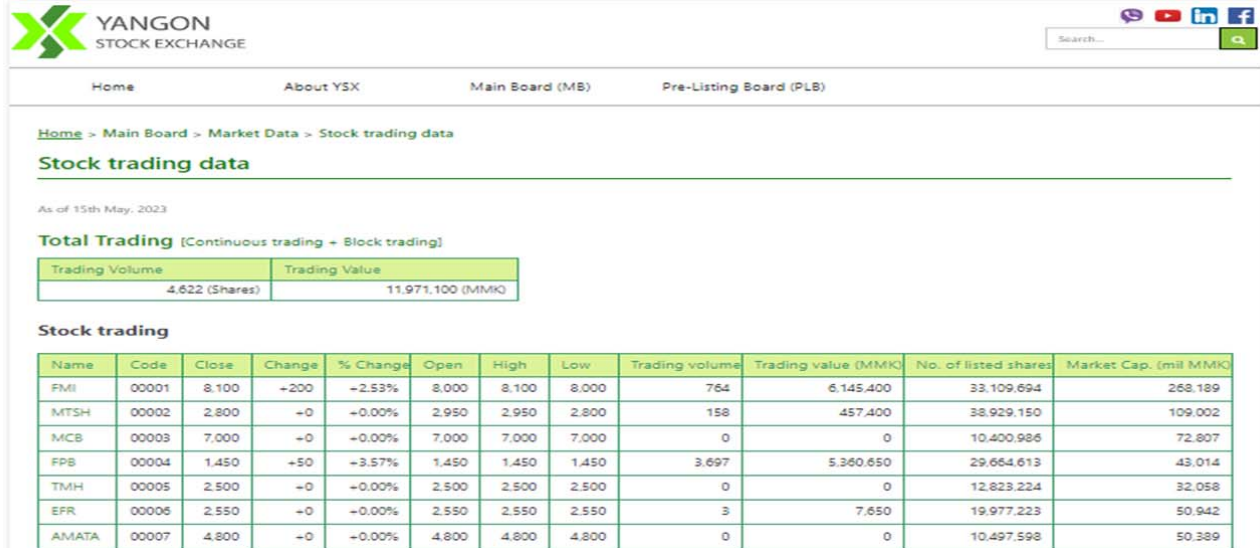 YANGON
STOCK EXCHANGE
Search...
Home About YSX Main Board (MB) Pre-Listing Board (PLB)
Home > Main Board > Market Data > Stock trading data
Stock trading data
As of 15th May, 2023
Total Trading [Continuous trading + Block trading]
Trading Volume Trading Value
4,622 (Shares) 11,971,100 (MMK)
Stock trading
Name Code Close Change % Change Open High Low Trading volume Trading value (MMK) No. of listed shares Market Cap. (mil MMK)
FMI 00001 8,100 +200 +2.53% 8,000 8,100 8,000 764 6,145,400 33,109,694 268,189
MTSH 00002 2,800 +0 +0.00% 2,950 2,950 2,800 158 457,400 38,929,150 109,002
MCB 00003 7,000 +0 +0.00% 7,000 7,000 7,000 0 0 10,400,986 72,807
FPB 00004 1,450 +50 +3.57% 1,450 1,450 1,450 3,697 5,360,650 29,664,613 43,014
TMH 00005 2,500 +0 +0.00% 2,500 2,500 2,500 0 0 12,823,224 32,058
EFR 00006 2,550 +0 +0.00% 2,550 2,550 2,550 3 7,650 19,977,223 50,942
AMATA 00007 4,800 +0 +0.00% 4,800 4,800 4,800 0 0 10,497,598 50,389